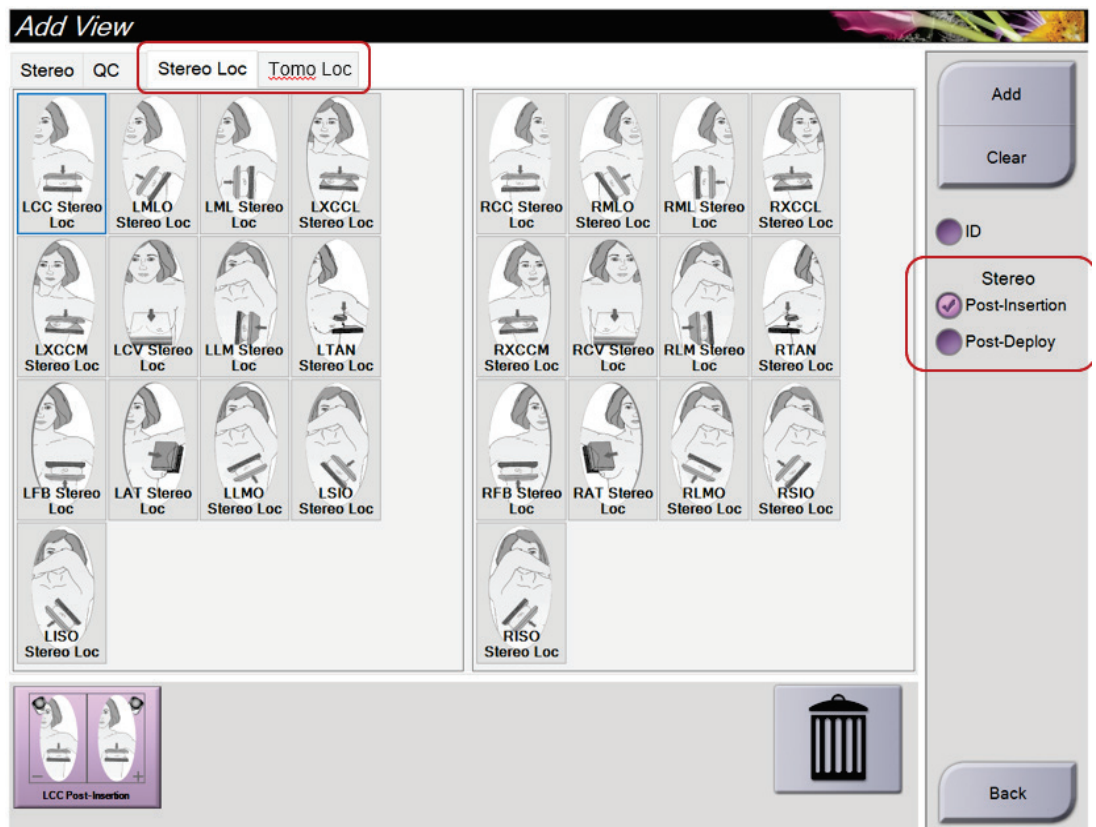 Add View
Stereo QC Stereo Loc Tomo Loc
LCC Stereo
Loc
LMLO
Stereo Loc
LML Stereo
Loc
LXCCL
Stereo Loc
LXCCM
Stereo Loc
LCV Stereo
Loc
LLM Stereo
Loc
LTAN
Stereo Loc
LFB Stereo
Loc
LAT Stereo
Loc
LLMO
Stereo Loc
LSIO
Stereo Loc
LISO
Stereo Loc
RCC Stereo
Loc
RMLO
Stereo Loc
RML Stereo
Loc
RXCCL
Stereo Loc
RXCCM
Stereo Loc
RCV Stereo
Loc
RLM Stereo
Loc
RTAN
Stereo Loc
RFB Stereo
Loc
RAT Stereo
Loc
RLMO
Stereo Loc
RSIO
Stereo Loc
RISO
Stereo Loc
Add
Clear
ID
Stereo
Post-Insertion
Post-Deploy
− +
LCC Post-Insertion
Back